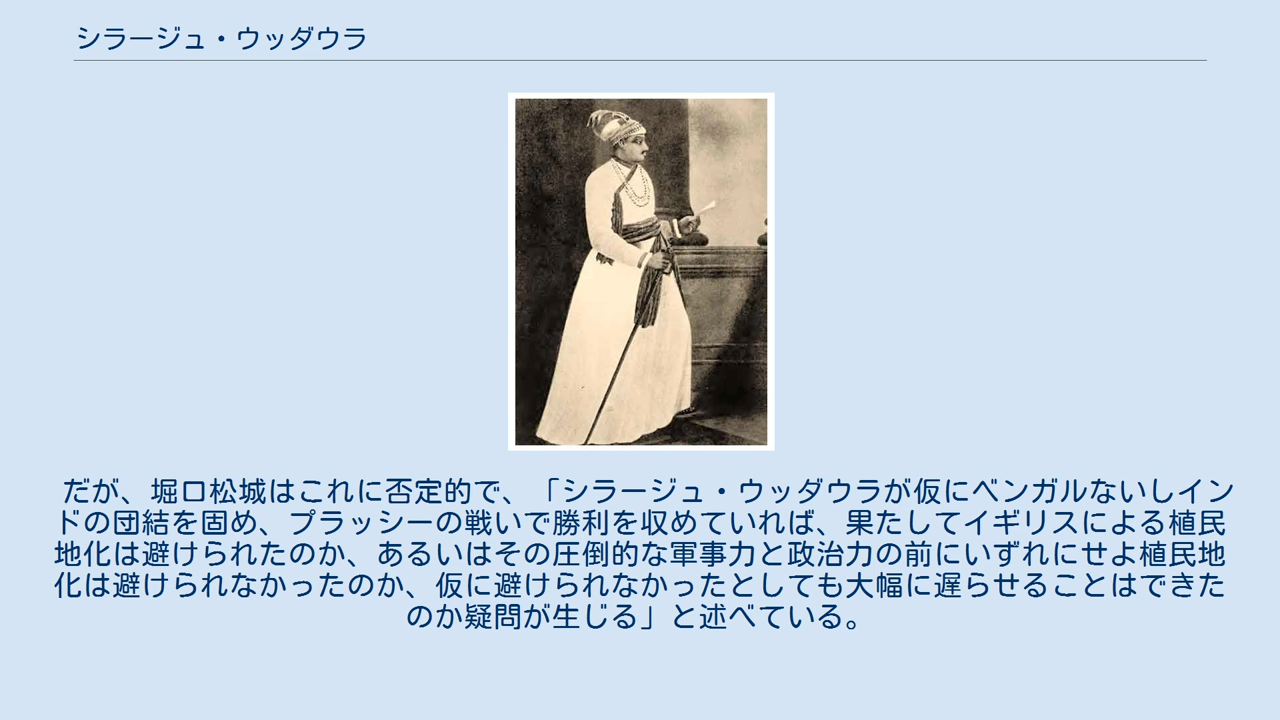 シラージュ・ウッダウラ
だが、堀口松城はこれに否定的で、「シラージュ・ウッダウラが仮にベンガルないしイン
ドの団結を固め、プラッシーの戦いで勝利を収めていれば、果たしてイギリスによる植民
地化は避けられたのか、あるいはその圧倒的な軍事力と政治力の前にいずれにせよ植民地
化は避けられなかったのか、仮に避けられなかったとしても大幅に遅らせることはできた
のか疑問が生じる」と述べている。